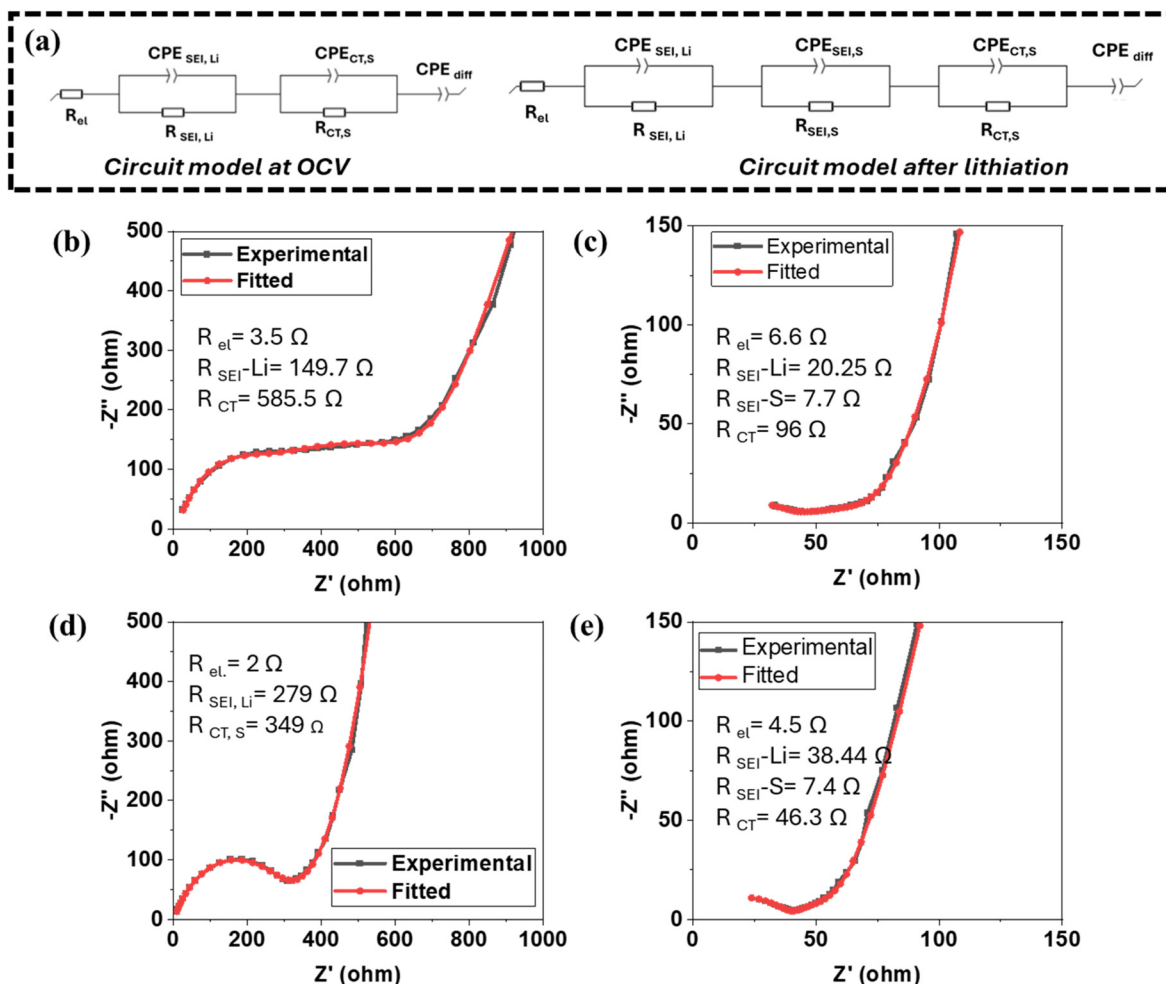 (a)
CPE SEI, Li
CPE CT,S
CPE diff
R el
R SEI, Li
R CT,S
Circuit model at OCV
CPE SEI, Li
CPE SEI,S
CPE CT,S
CPE diff
R el
R SEI, Li
R SEI,S
R CT,S
Circuit model after lithiation
(b)
Experimental
Fitted
R el = 3.5 Ω
R SEI-Li= 149.7 Ω
R CT= 585.5 Ω
-Z'' (ohm)
500
400
300
200
100
0
0 200 400 600 800 1000
Z' (ohm)
(c)
Experimental
Fitted
R el = 6.6 Ω
R SEI-Li= 20.25 Ω
R SEI-S= 7.7 Ω
R CT= 96 Ω
-Z'' (ohm)
150
100
50
0
0 50 100 150
Z' (ohm)
(d)
R el. = 2 Ω
R SEI, Li= 279 Ω
R CT, S= 349 Ω
Experimental
Fitted
-Z'' (ohm)
500
400
300
200
100
0
0 200 400 600 800 1000
Z' (ohm)
(e)
Experimental
Fitted
R el = 4.5 Ω
R SEI-Li= 38.44 Ω
R SEI-S= 7.4 Ω
R CT= 46.3 Ω
-Z'' (ohm)
150
100
50
0
0 50 100 150
Z' (ohm)